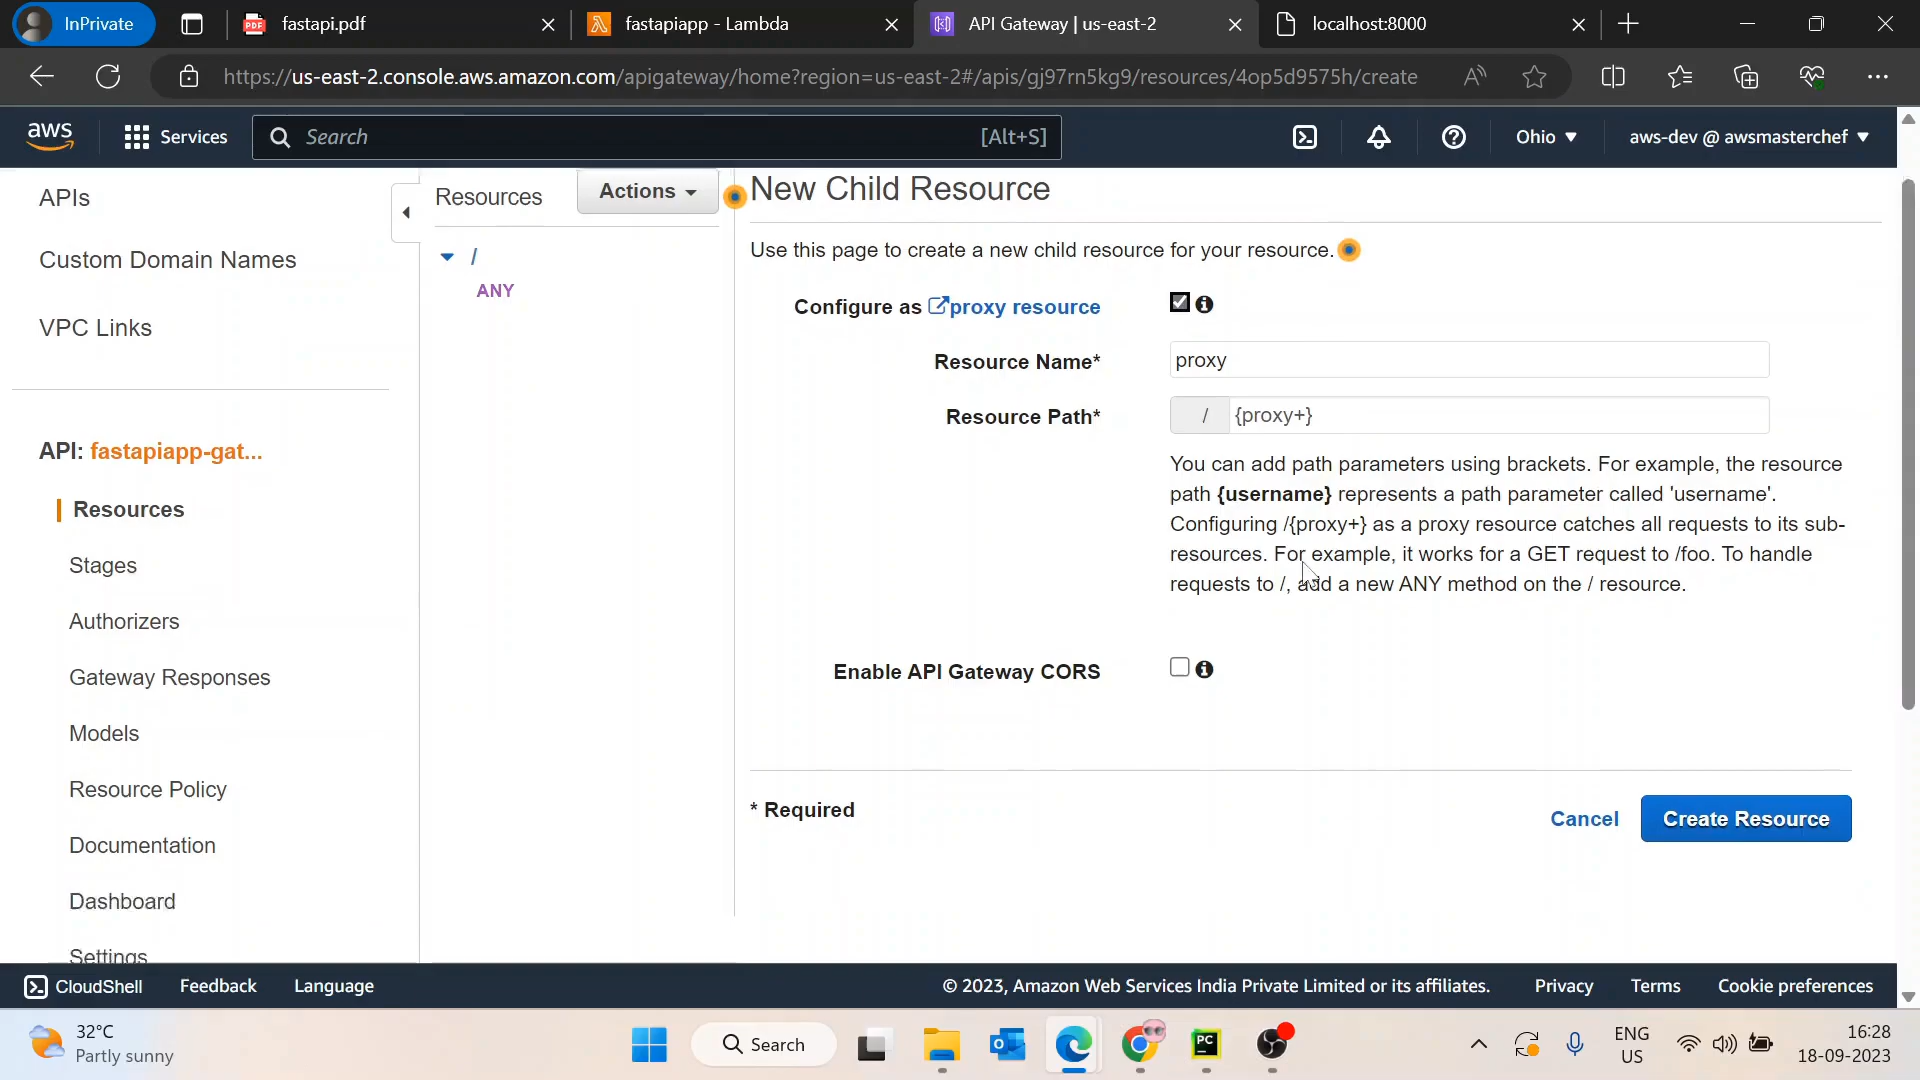 InPrivate
fastapi.pdf
fastapiapp - Lambda
API Gateway | us-east-2
localhost:8000
https://us-east-2.console.aws.amazon.com/apigateway/home?region=us-east-2#/apis/gj97rn5kg9/resources/4op5d9575h/create
aws
Services
Search
[Alt+S]
Ohio
aws-dev @ awsmasterchef
APIs
Custom Domain Names
VPC Links
API: fastapiapp-gat...
Resources
Stages
Authorizers
Gateway Responses
Models
Resource Policy
Documentation
Dashboard
Settings
Resources
Actions
/
ANY
New Child Resource
Use this page to create a new child resource for your resource.
Configure as proxy resource
Resource Name*
proxy
Resource Path*
/ {proxy+}
You can add path parameters using brackets. For example, the resource
path {username} represents a path parameter called 'username'.
Configuring /{proxy+} as a proxy resource catches all requests to its sub-
resources. For example, it works for a GET request to /foo. To handle
requests to /, add a new ANY method on the / resource.
Enable API Gateway CORS
* Required
Cancel
Create Resource
CloudShell
Feedback
Language
© 2023, Amazon Web Services India Private Limited or its affiliates.
Privacy
Terms
Cookie preferences
32°C
Partly sunny
Search
PC
ENG
US
16:28
18-09-2023